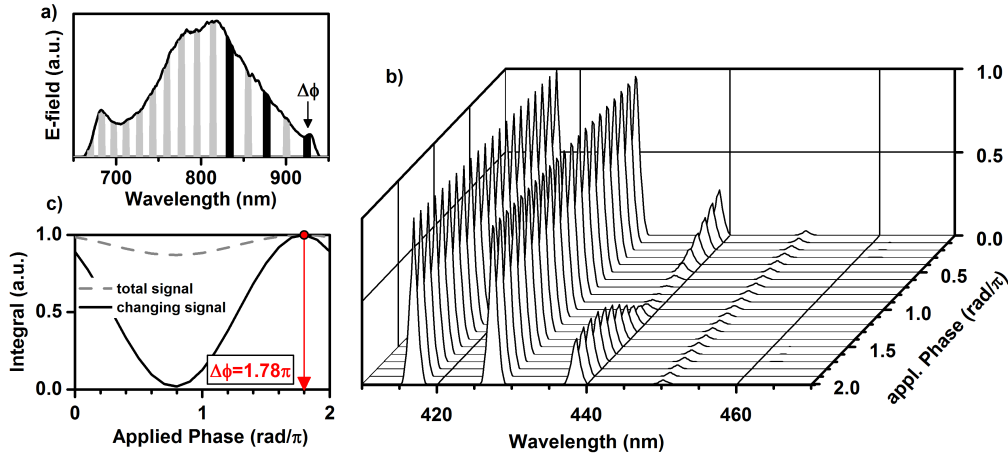 a)
E-field (a.u.)
Δϕ
700 800 900
Wavelength (nm)
b)
1.0
0.5
0.0
0.5
1.0
1.5
2.0
appl. Phase (rad/π)
420 440 460
Wavelength (nm)
c)
Integral (a.u.)
1.0
0.5
0.0
total signal
changing signal
Δϕ=1.78π
0 1 2
Applied Phase (rad/π)